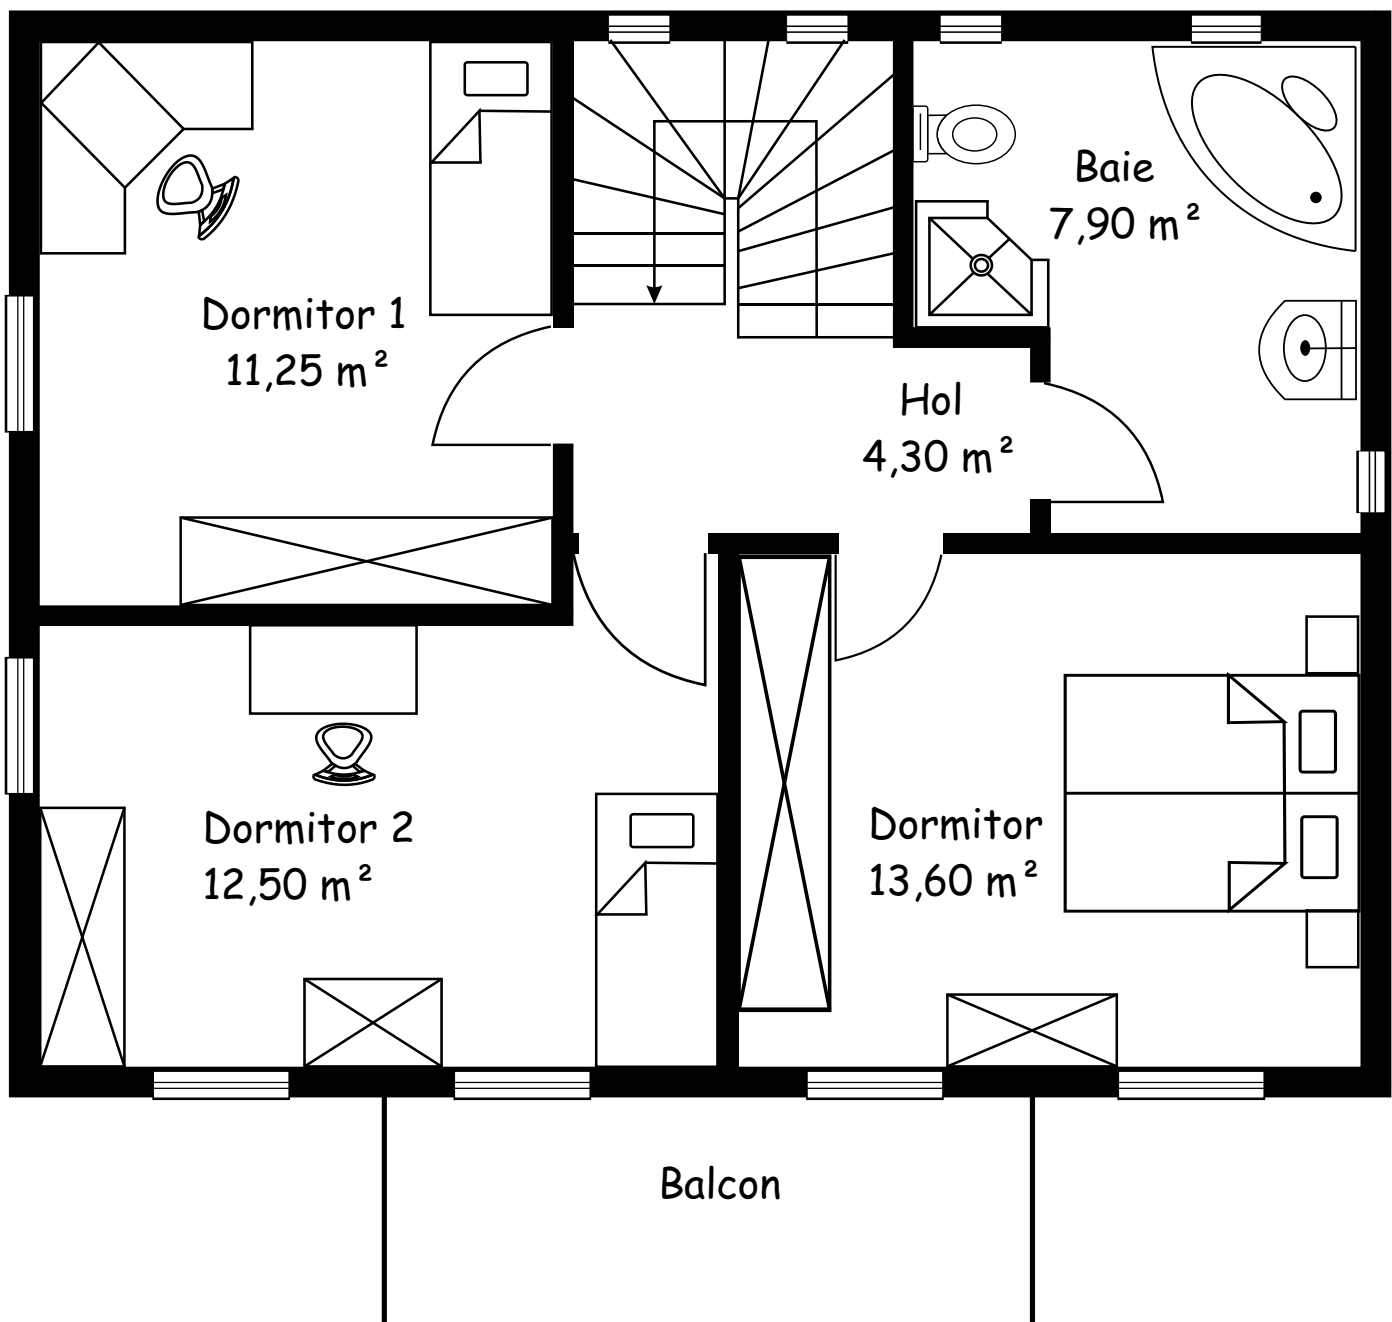 Baie
7,90 m²
Dormitor 1
11,25 m²
Hol
4,30 m²
Dormitor 2
12,50 m²
Dormitor
13,60 m²
Balcon